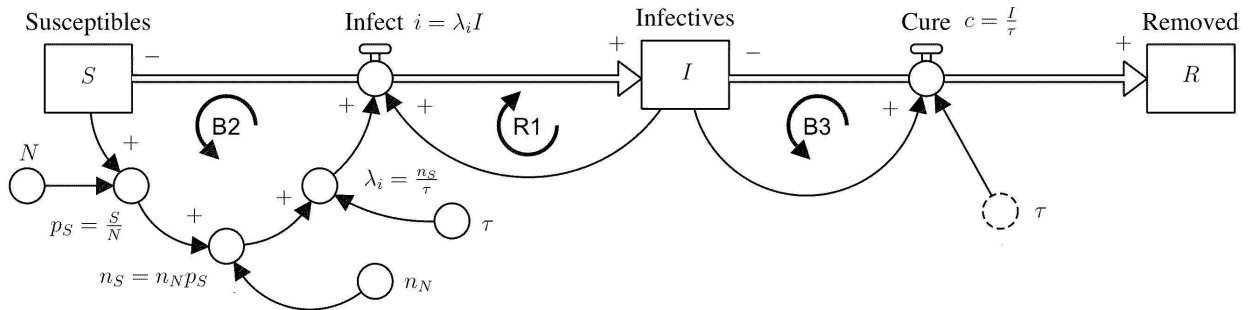 Susceptibles
Infect i = λ_i I
Infectives
Cure c = I/τ
Removed
− + − +
S
I
R
+ +
+
B2
R1
B3
N
+
+
+
λ_i = n_S/τ
p_S = S/N
τ
τ
n_S = n_N p_S
n_N